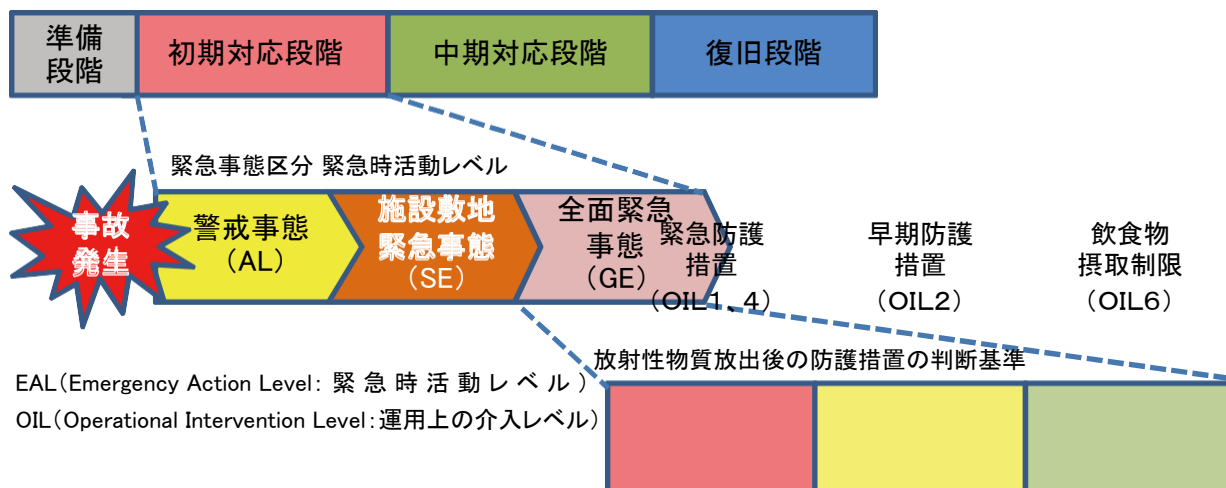 準備
段階
初期対応段階
中期対応段階
復旧段階
緊急事態区分 緊急時活動レベル
事故
発生
警戒事態
(AL)
施設敷地
緊急事態
(SE)
全面緊急
事態
(GE)
緊急防護
措置
(OIL1、4)
早期防護
措置
(OIL2)
飲食物
摂取制限
(OIL6)
放射性物質放出後の防護措置の判断基準
EAL(Emergency Action Level:緊急時活動レベル)
OIL(Operational Intervention Level:運用上の介入レベル)